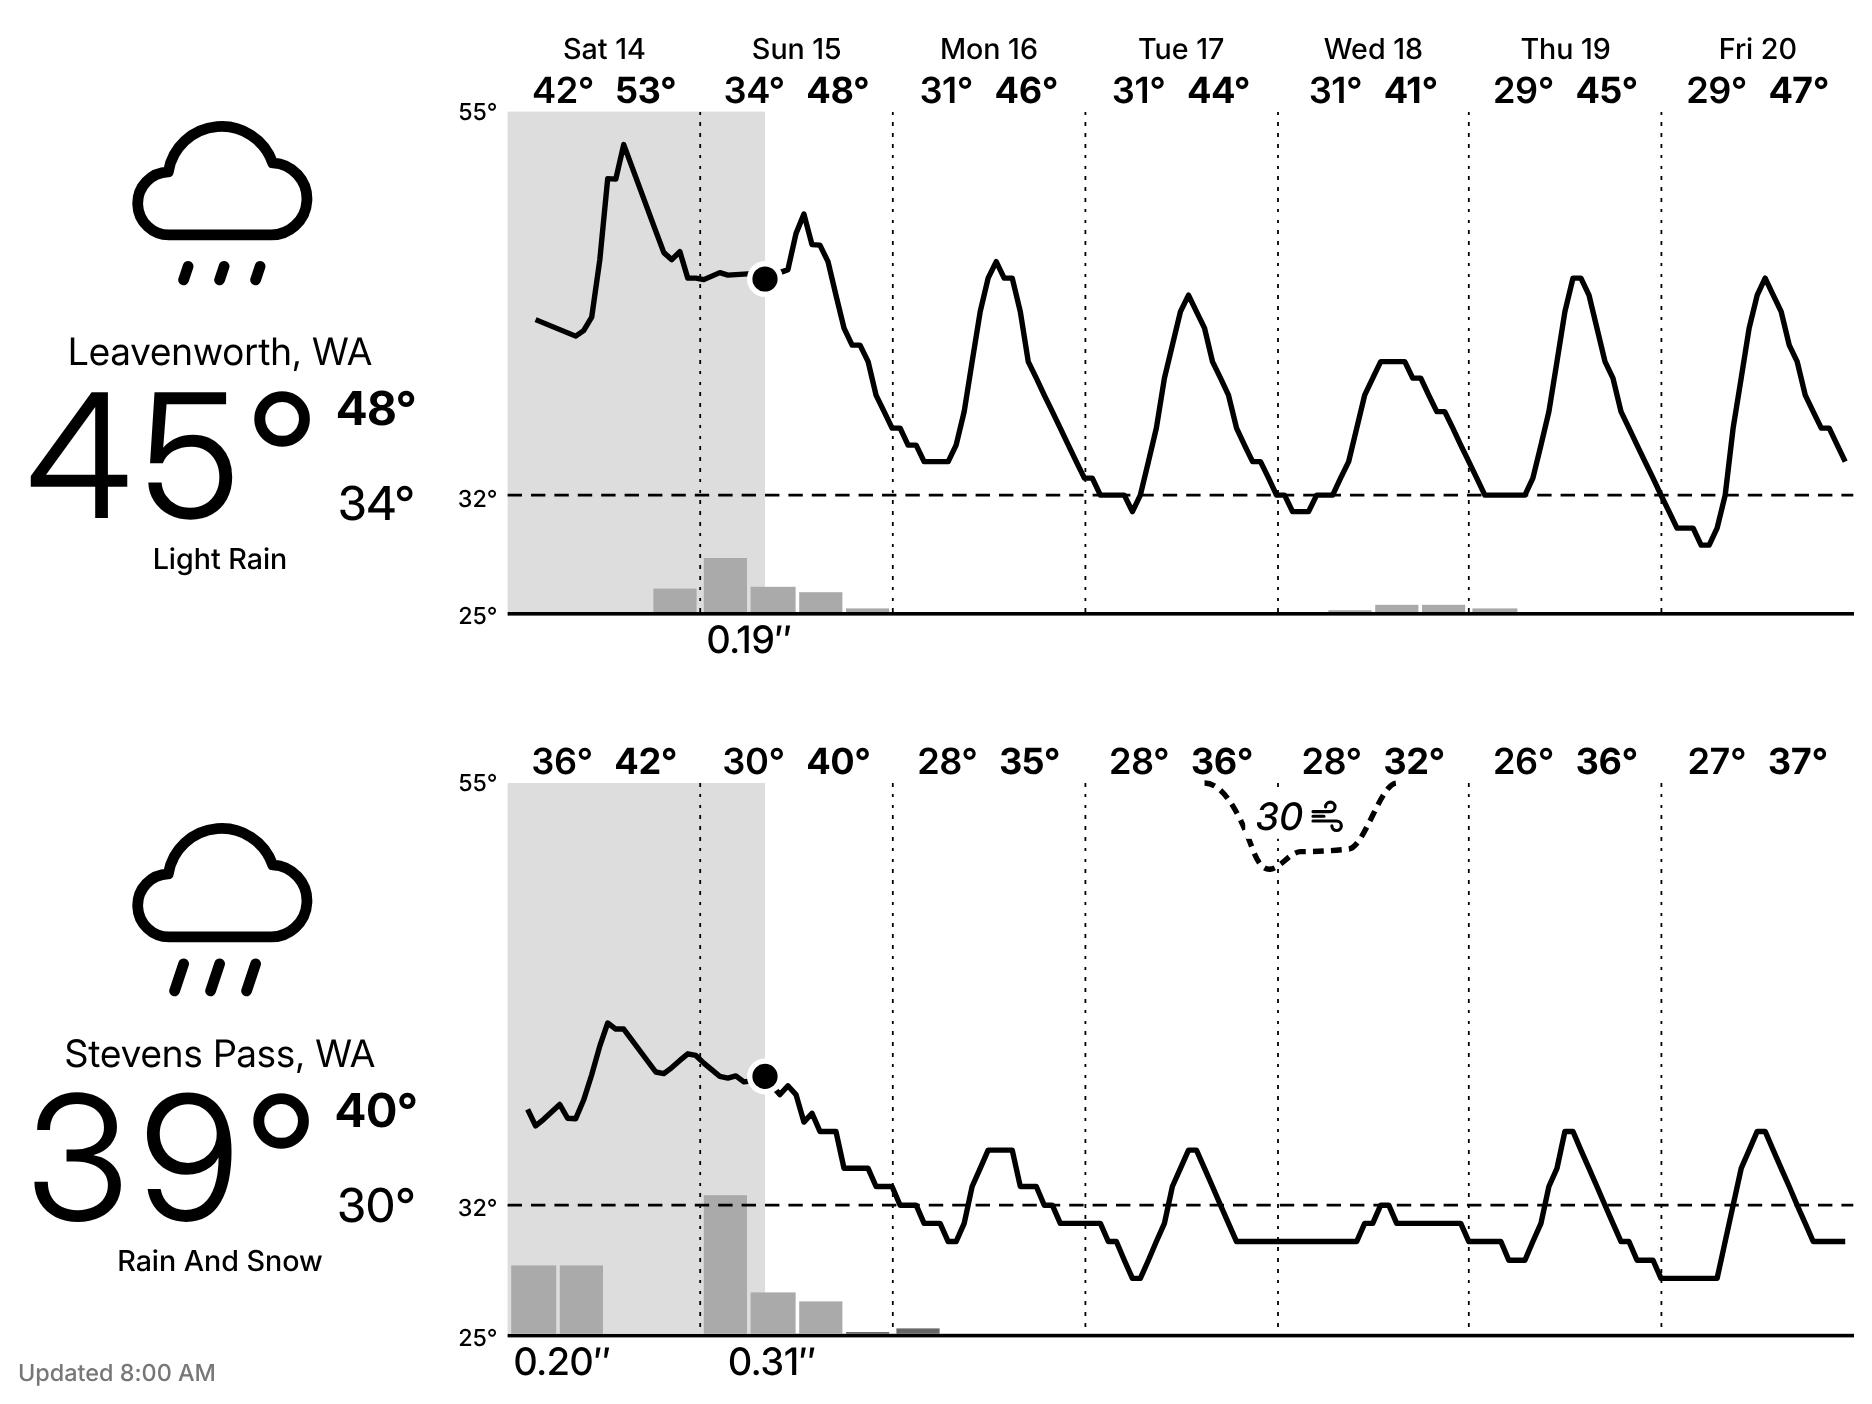 Sat 14 Sun 15 Mon 16 Tue 17 Wed 18 Thu 19 Fri 20
42° 53° 34° 48° 31° 46° 31° 44° 31° 41° 29° 45° 29° 47°
55°
Leavenworth, WA
45° 48°
34°
32°
Light Rain
25°
0.19″
36° 42° 30° 40° 28° 35° 28° 36° 28° 32° 26° 36° 27° 37°
55°
30
Stevens Pass, WA
39° 40°
30°
32°
Rain And Snow
25°
0.20″ 0.31″
Updated 8:00 AM